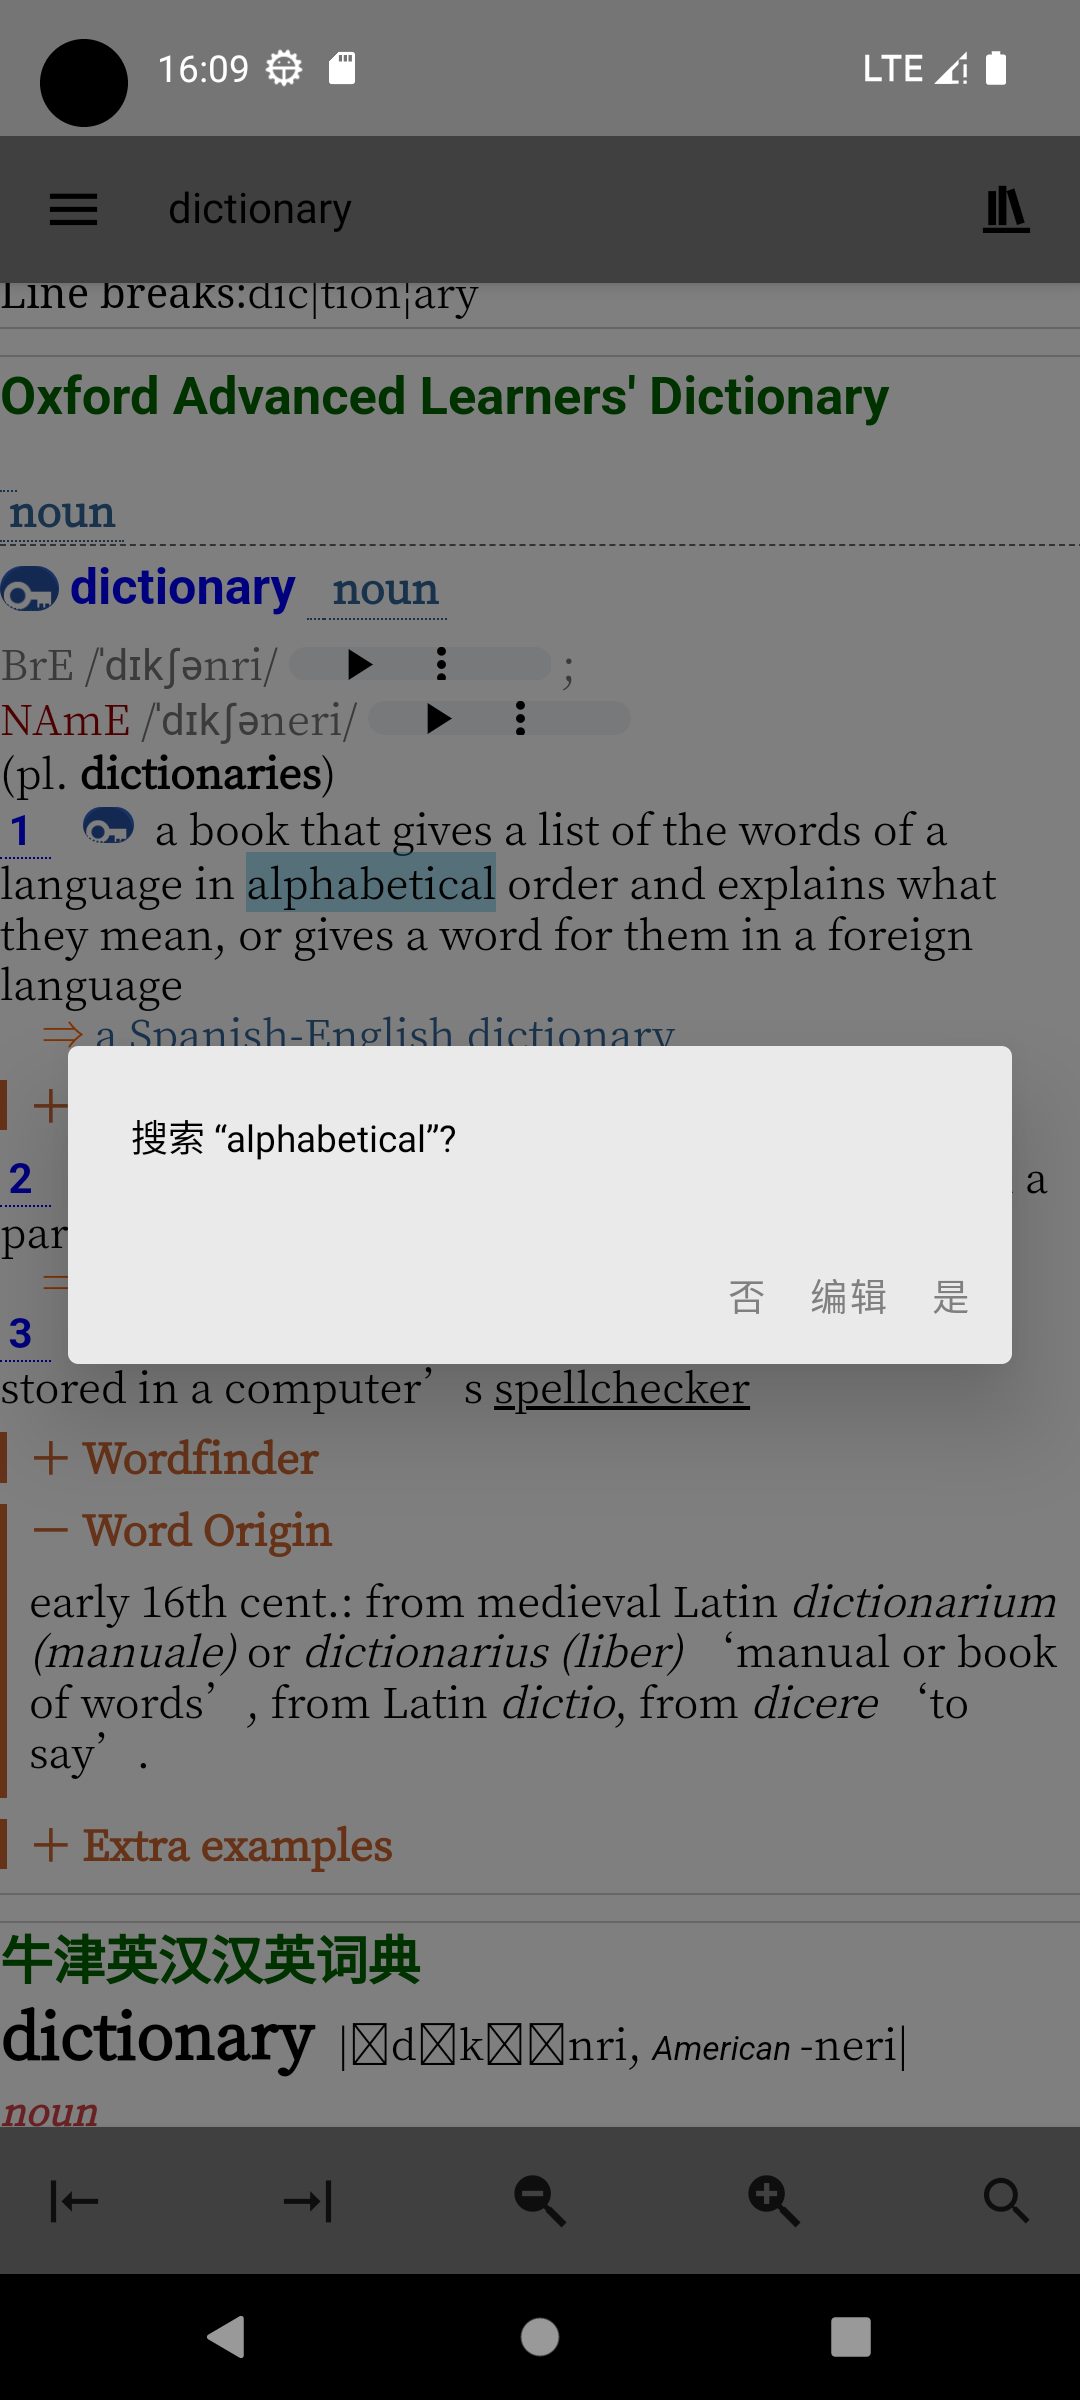 16:09
LTE
dictionary
Line breaks:dic|tion¦ary
Oxford Advanced Learners' Dictionary
noun
dictionary noun
BrE /ˈdɪkʃənri/ ;
NAmE /ˈdɪkʃəneri/
(pl. dictionaries)
1 a book that gives a list of the words of a
language in alphabetical order and explains what
they mean, or gives a word for them in a foreign
language
⇒ a Spanish-English dictionary
+
搜索 “alphabetical”?
2 a
par
否 编辑 是
3
stored in a computer’s spellchecker
+ Wordfinder
− Word Origin
early 16th cent.: from medieval Latin dictionarium
(manuale) or dictionarius (liber) ‘manual or book
of words’, from Latin dictio, from dicere ‘to
say’.
+ Extra examples
牛津英汉汉英词典
dictionary |□d□k□□nri, American -neri|
noun